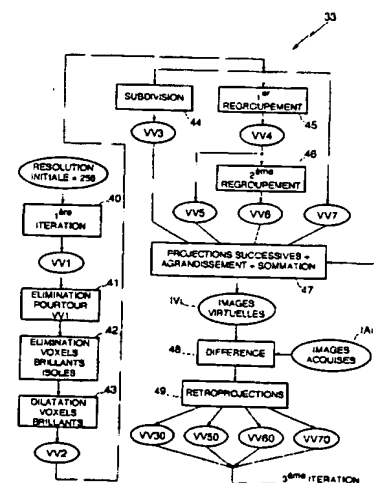 33
SUBDIVISION
44
1er
REGROUPEMENT
45
VV3
VV4
46
2ème
REGROUPEMENT
RESOLUTION
INITIALE = 256
40
1ère
ITERATION
VV5
VV6
VV7
VV1
PROJECTIONS SUCCESSIVES +
AGRANDISSEMENT + SOMMATION
47
41
ELIMINATION
POURTOUR
VV1
IVi
IMAGES
VIRTUELLES
42
ELIMINATION
VOXELS
BRILLANTS
ISOLES
48
DIFFERENCE
IMAGES
ACQUISES
43
DILATATION
VOXELS
BRILLANTS
49
RETROPROJECTIONS
VV2
VV30
VV50
VV60
VV70
3ème ITERATION